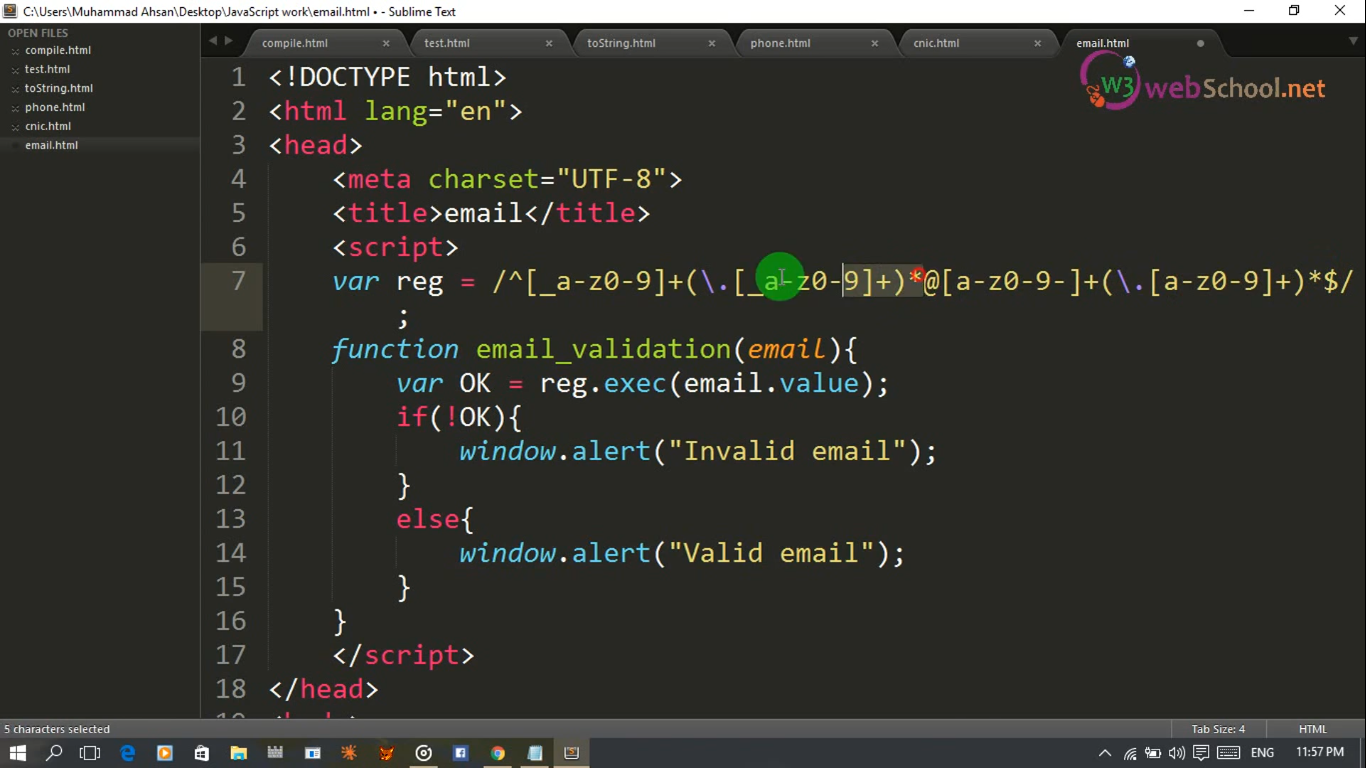 C:\Users\Muhammad Ahsan\Desktop\JavaScript work\email.html • - Sublime Text
OPEN FILES
compile.html
test.html
toString.html
phone.html
cnic.html
email.html
compile.html × test.html × toString.html × phone.html × cnic.html × email.html
W3 webSchool.net
1 <!DOCTYPE html>
2 <html lang="en">
3 <head>
4 <meta charset="UTF-8">
5 <title>email</title>
6 <script>
7 var reg = /^[_a-z0-9]+(\.[_a-z0-9]+)*@[a-z0-9-]+(\.[a-z0-9]+)*$/
;
8 function email_validation(email){
9 var OK = reg.exec(email.value);
10 if(!OK){
11 window.alert("Invalid email");
12 }
13 else{
14 window.alert("Valid email");
15 }
16 }
17 </script>
18 </head>
5 characters selected
Tab Size: 4 HTML
ENG 11:57 PM